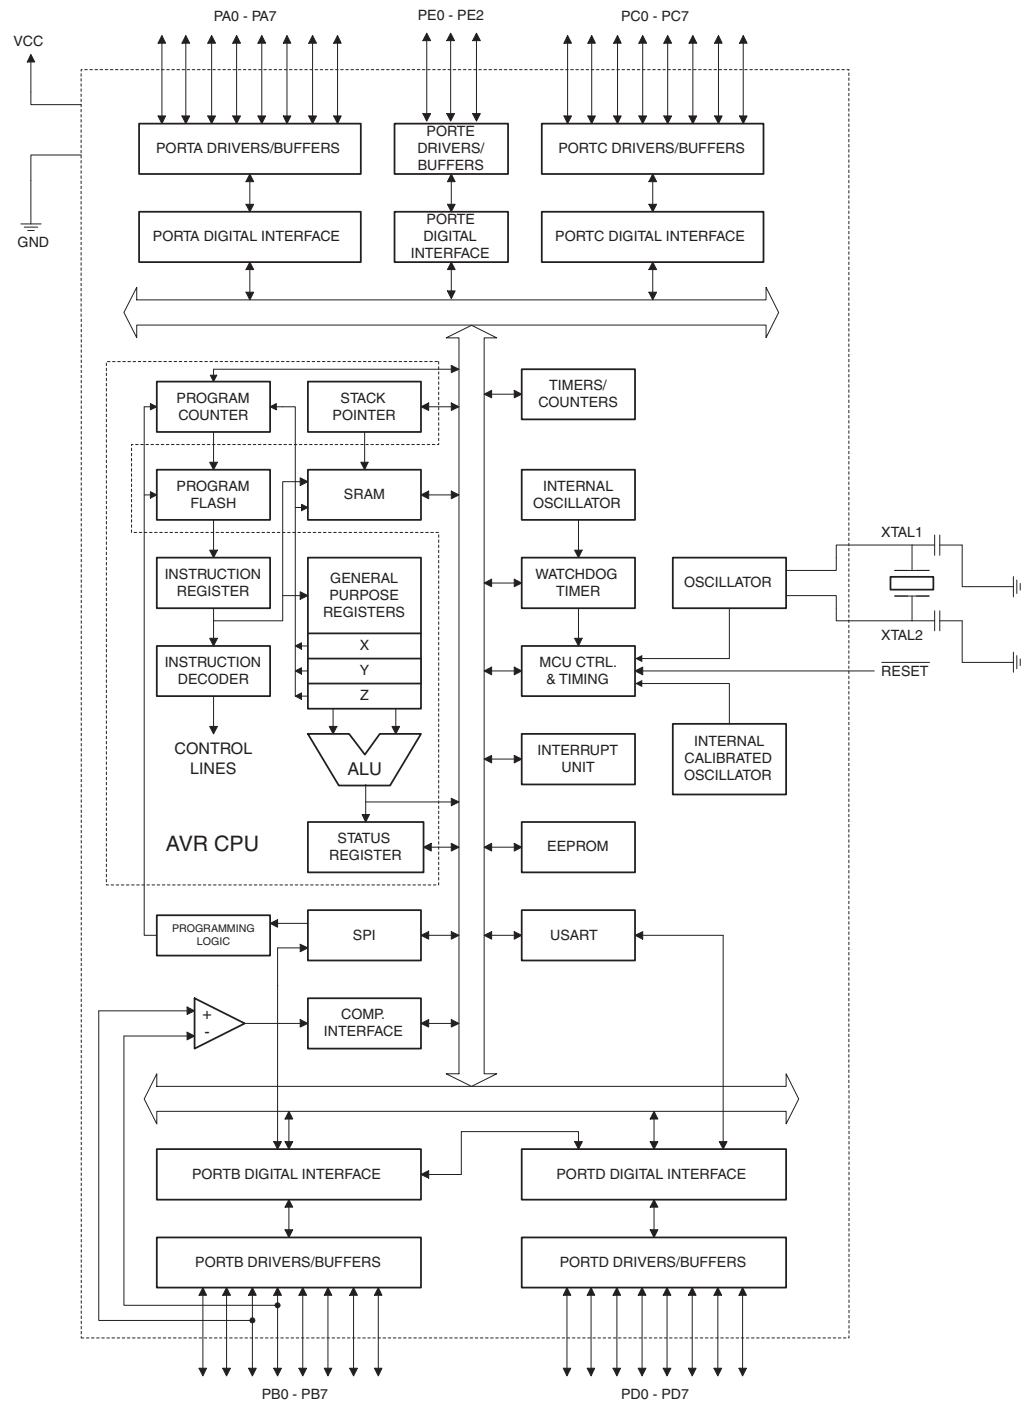 PA0 - PA7
PE0 - PE2
PC0 - PC7
VCC
GND
PORTA DRIVERS/BUFFERS
PORTE
DRIVERS/
BUFFERS
PORTC DRIVERS/BUFFERS
PORTA DIGITAL INTERFACE
PORTE
DIGITAL
INTERFACE
PORTC DIGITAL INTERFACE
PROGRAM
COUNTER
STACK
POINTER
TIMERS/
COUNTERS
PROGRAM
FLASH
SRAM
INTERNAL
OSCILLATOR
XTAL1
INSTRUCTION
REGISTER
GENERAL
PURPOSE
REGISTERS
WATCHDOG
TIMER
OSCILLATOR
XTAL2
X
Y
Z
INSTRUCTION
DECODER
MCU CTRL.
& TIMING
RESET
CONTROL
LINES
ALU
INTERRUPT
UNIT
INTERNAL
CALIBRATED
OSCILLATOR
AVR CPU
STATUS
REGISTER
EEPROM
PROGRAMMING
LOGIC
SPI
USART
+
-
COMP.
INTERFACE
PORTB DIGITAL INTERFACE
PORTD DIGITAL INTERFACE
PORTB DRIVERS/BUFFERS
PORTD DRIVERS/BUFFERS
PB0 - PB7
PD0 - PD7